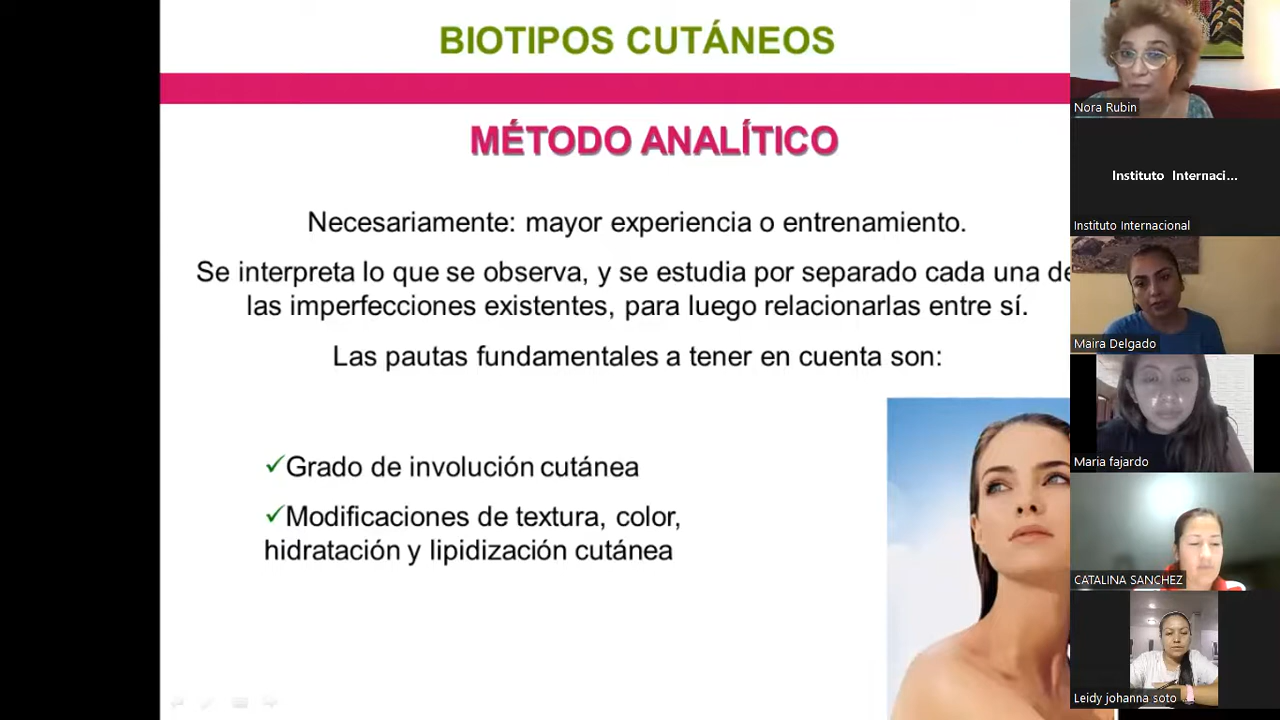 BIOTIPOS CUTÁNEOS
MÉTODO ANALÍTICO
Necesariamente: mayor experiencia o entrenamiento.
Se interpreta lo que se observa, y se estudia por separado cada una de
las imperfecciones existentes, para luego relacionarlas entre sí.
Las pautas fundamentales a tener en cuenta son:
✓Grado de involución cutánea
✓Modificaciones de textura, color,
hidratación y lipidización cutánea
Nora Rubin
Instituto Internaci...
Instituto Internacional
Maira Delgado
Maria fajardo
CATALINA SANCHEZ
Leidy johanna soto